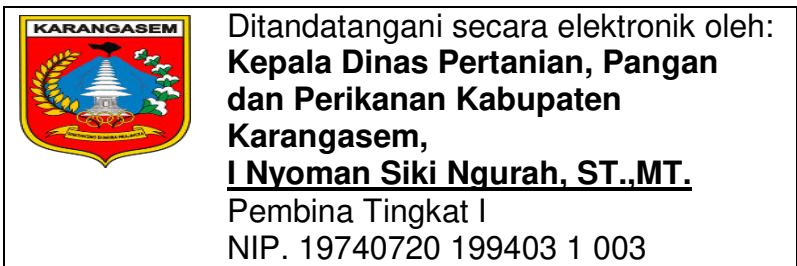 KARANGASEM
Ditandatangani secara elektronik oleh:
Kepala Dinas Pertanian, Pangan
dan Perikanan Kabupaten
Karangasem,
I Nyoman Siki Ngurah, ST.,MT.
Pembina Tingkat I
NIP. 19740720 199403 1 003